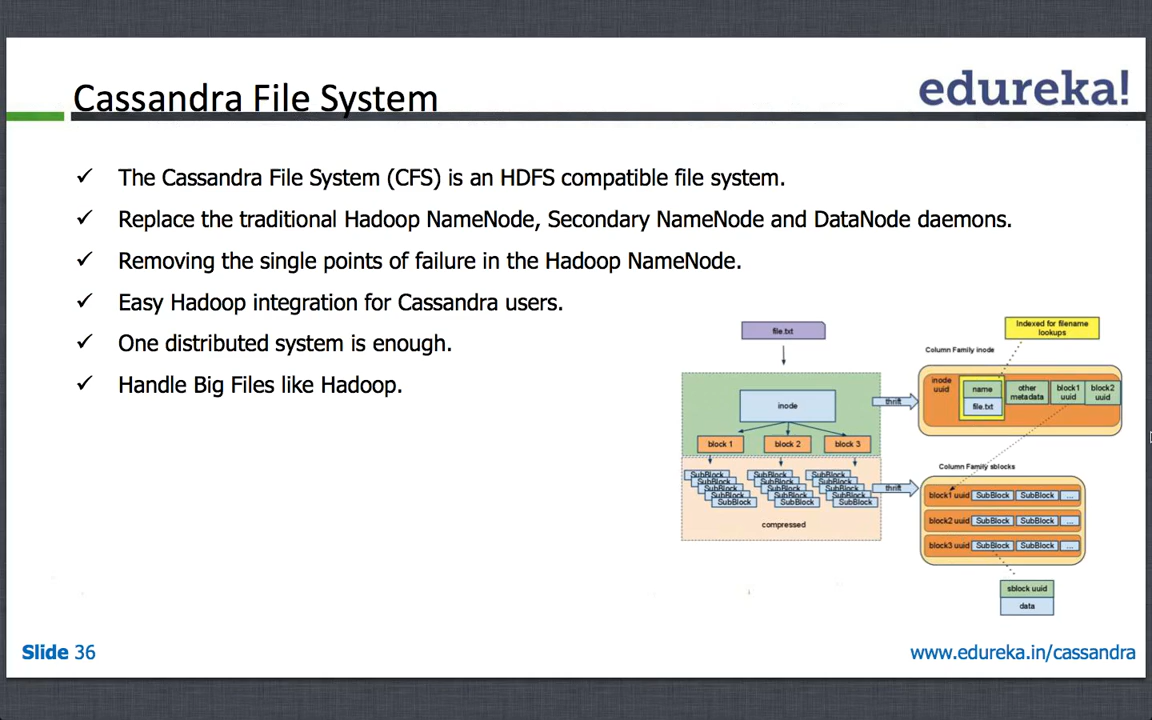 Cassandra File System
edureka!
✓ The Cassandra File System (CFS) is an HDFS compatible file system.
✓ Replace the traditional Hadoop NameNode, Secondary NameNode and DataNode daemons.
✓ Removing the single points of failure in the Hadoop NameNode.
✓ Easy Hadoop integration for Cassandra users.
✓ One distributed system is enough.
✓ Handle Big Files like Hadoop.
file.txt
inode
block 1 block 2 block 3
SubBlock SubBlock SubBlock
SubBlock SubBlock SubBlock
SubBlock SubBlock SubBlock
SubBlock SubBlock SubBlock
SubBlock SubBlock SubBlock
compressed
thrift
thrift
Indexed for filename
lookups
Column Family inode
inode
uuid
name
file.txt
other
metadata
block1
uuid
block2
uuid
Column Family sblocks
block1 uuid SubBlock SubBlock ...
block2 uuid SubBlock SubBlock ...
block3 uuid SubBlock SubBlock ...
sblock uuid
data
Slide 36
www.edureka.in/cassandra